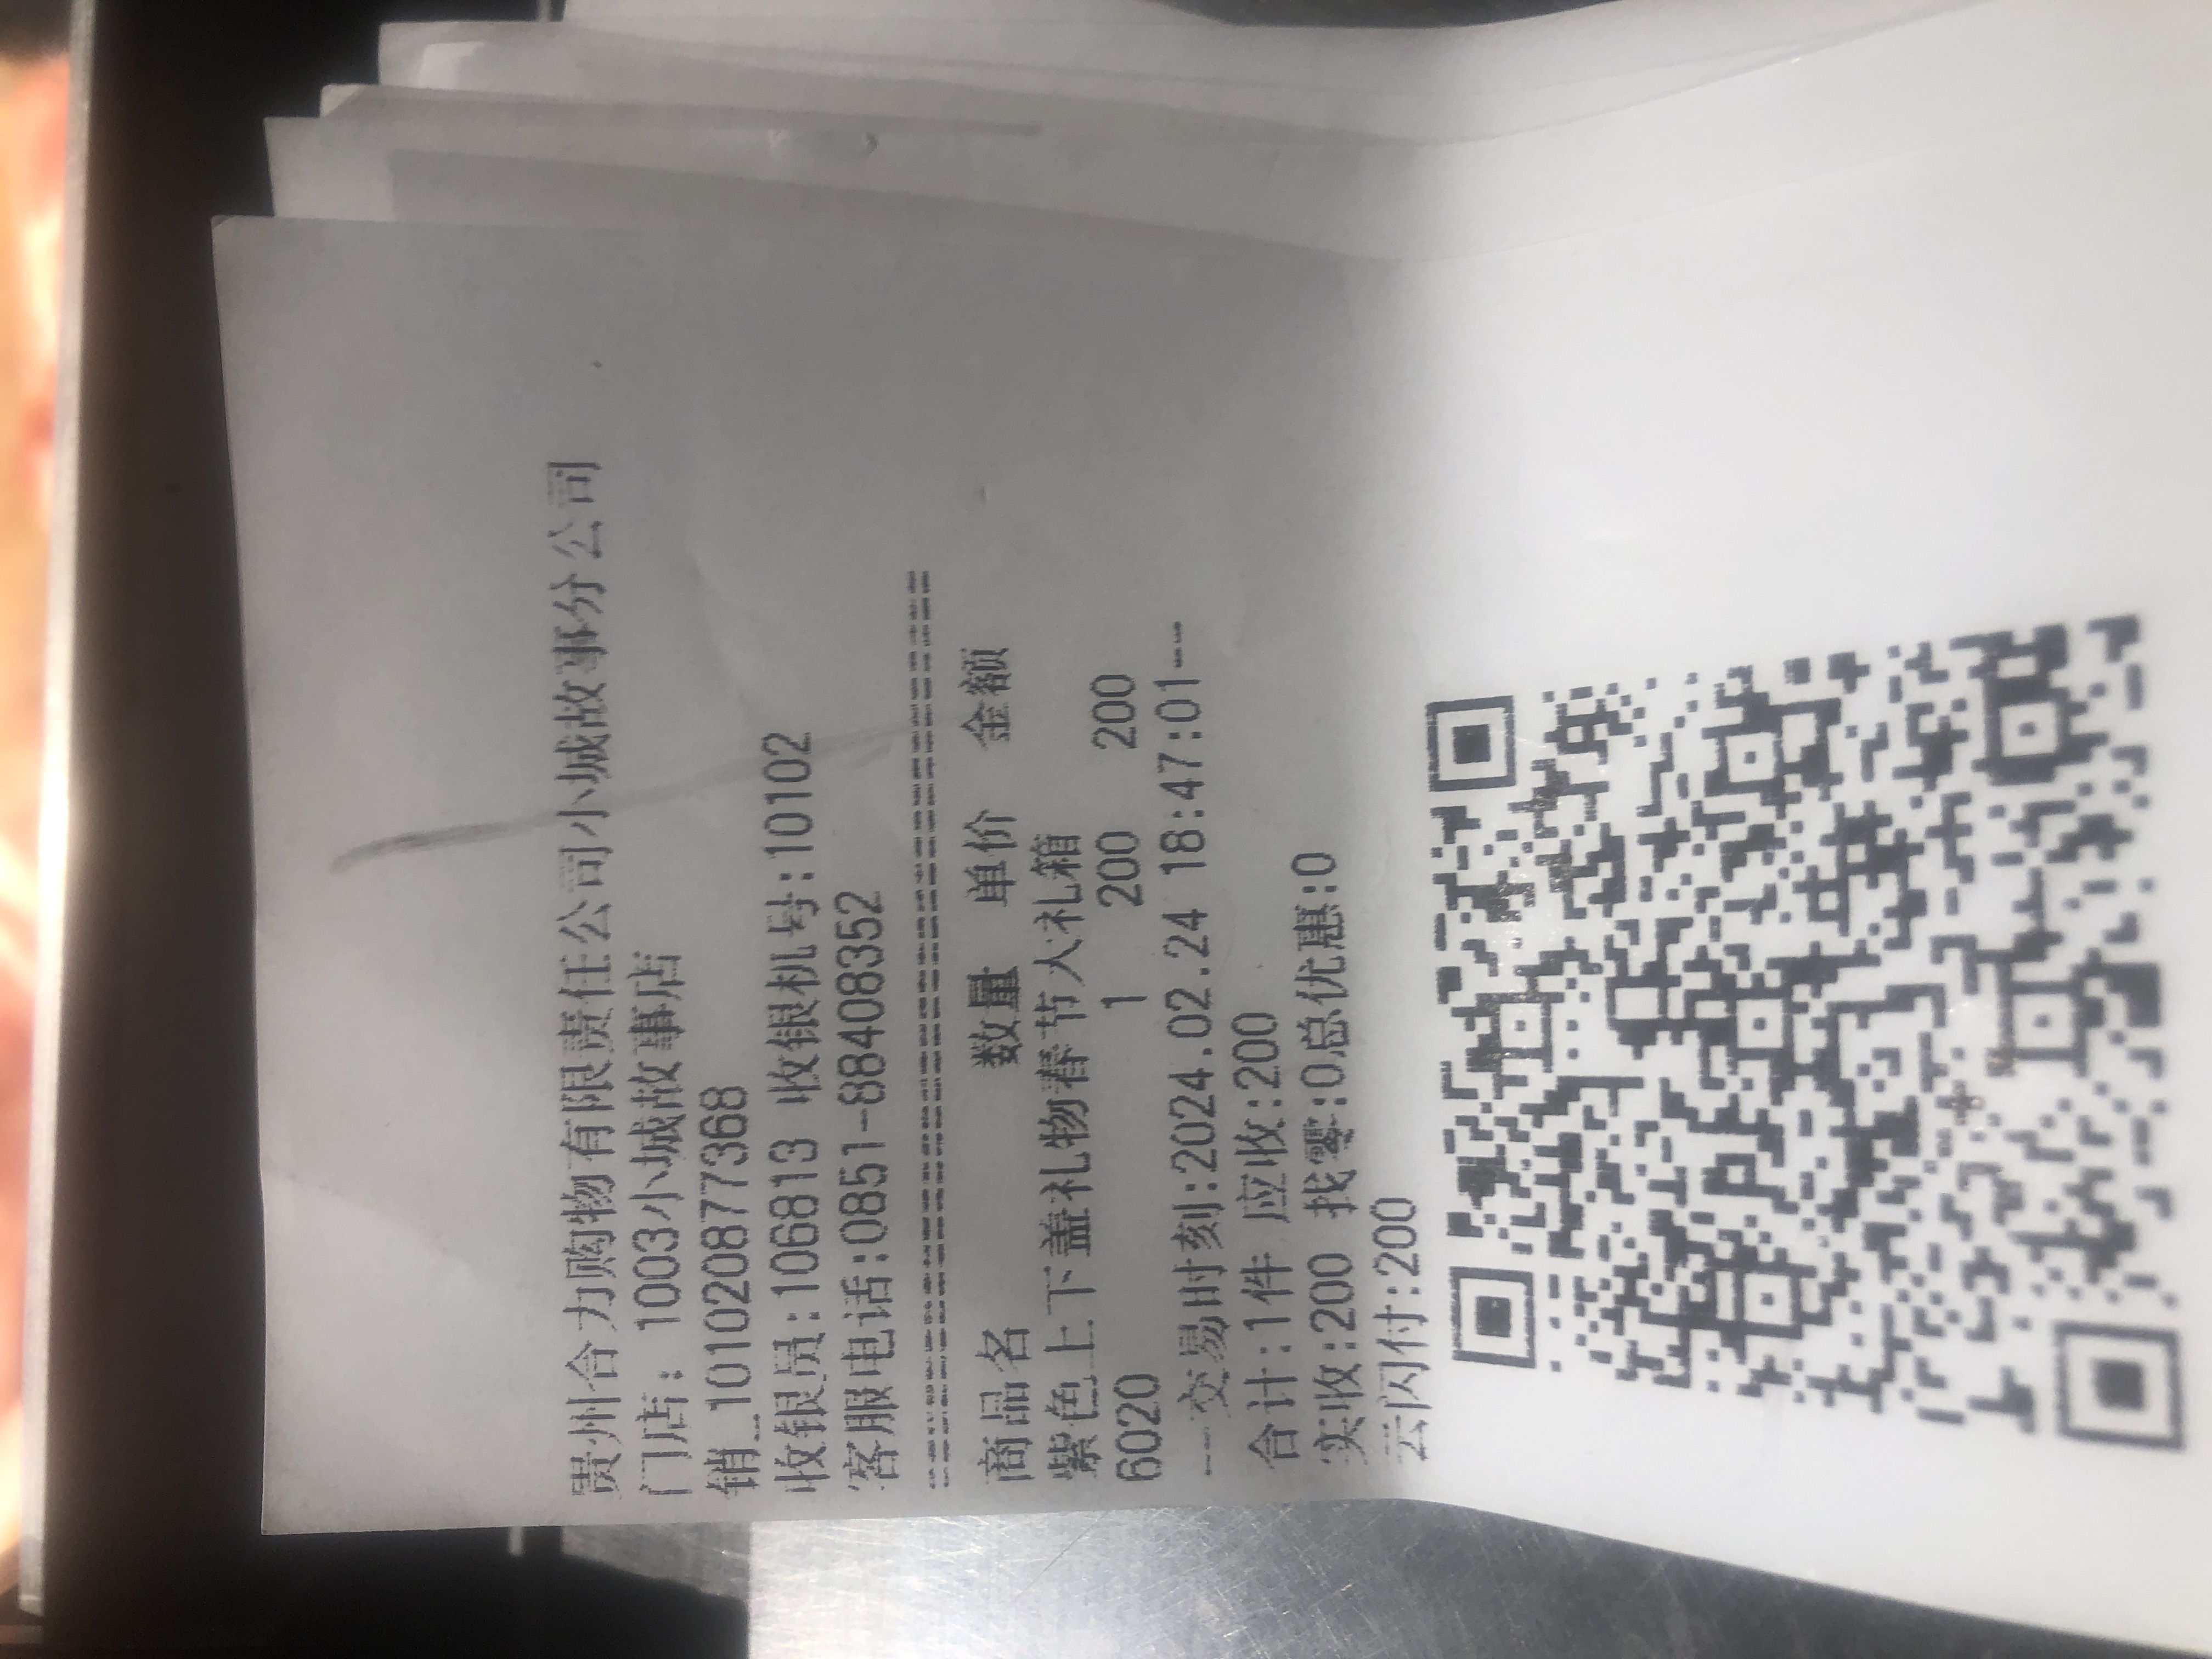 贵州合力购物有限责任公司小城故事分公司
门店: 1003小城故事店
销_101020877368
收银员:106813 收银机号:10102
客服电话:0851-88408352
================================
商品名 数量 单价 金额
紫色上下盖礼物春节大礼箱
6020 1 200 200
---交易时刻:2024.02.24 18:47:01--
合计:1件 应收:200
实收:200 找零:0总优惠:0
云闪付:200